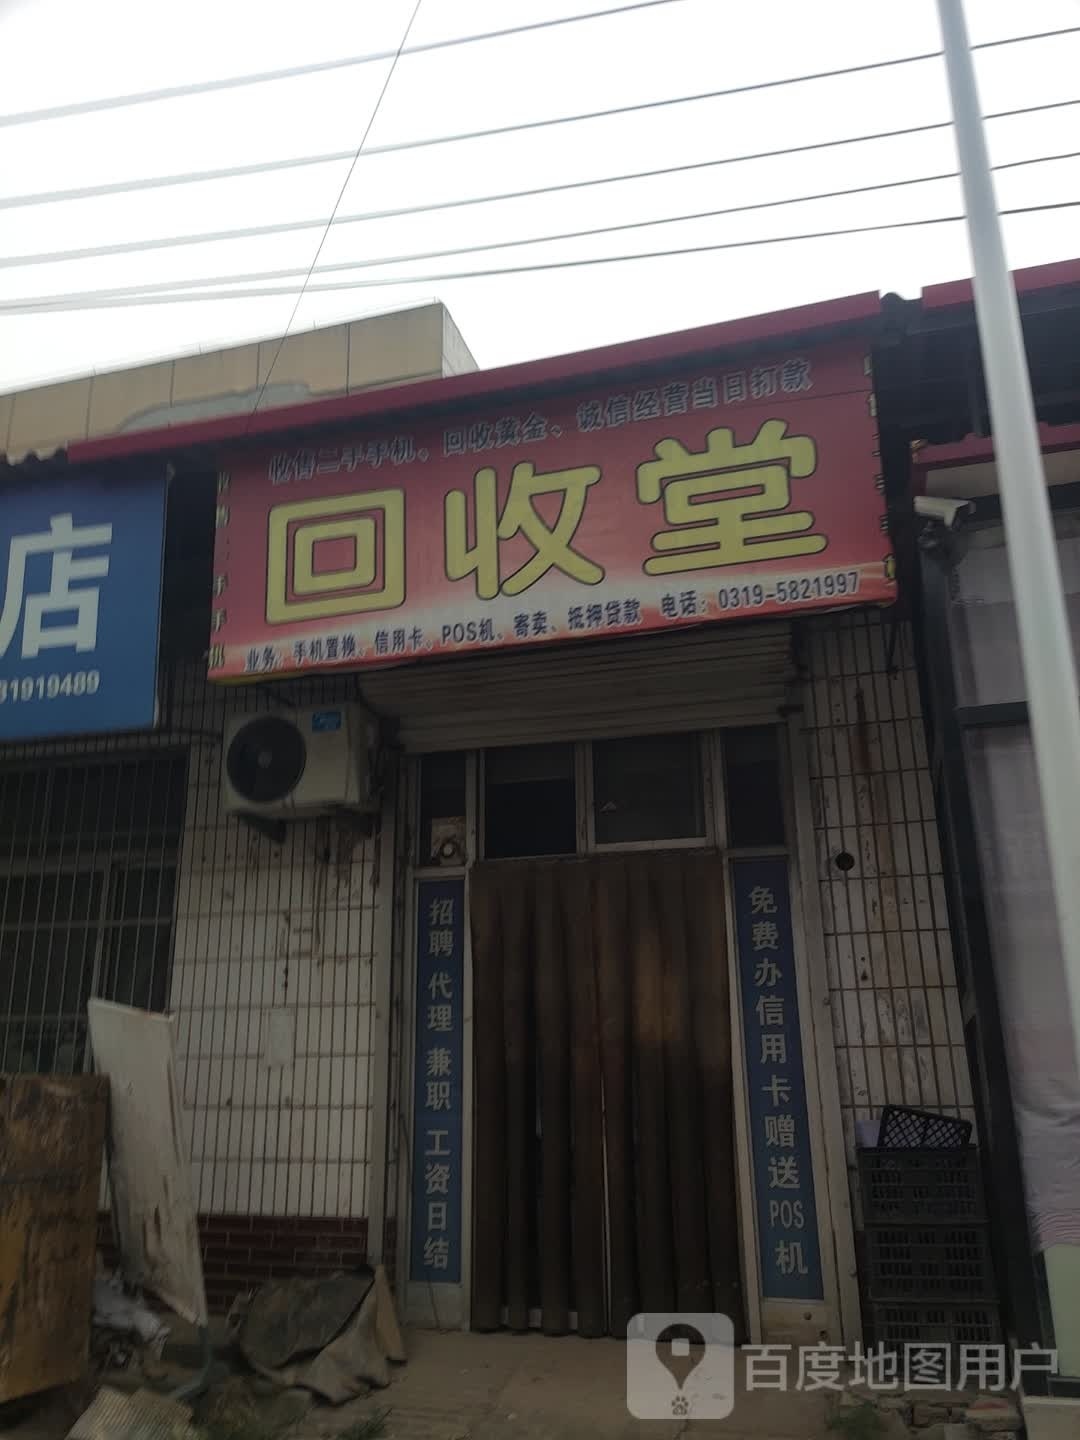 收售二手手机、回收黄金、诚信经营当日打款
回收堂
业务：手机置换、信用卡、POS机、寄卖、抵押贷款 电话：0319-5821997
店
31919489
招聘 代理 兼职 工资日结
免费办信用卡赠送POS机
百度地图用户